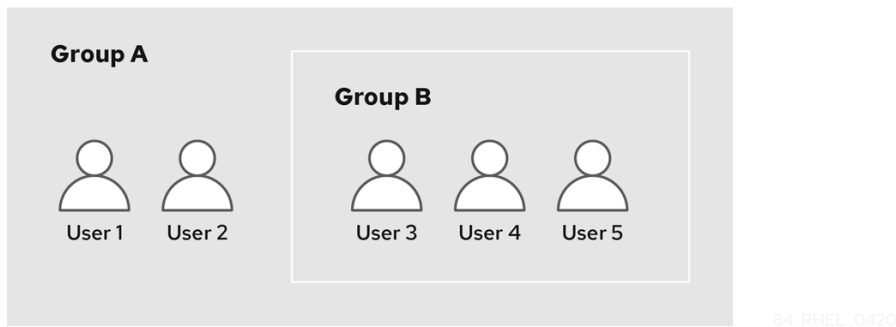 Group A
Group B
User 1
User 2
User 3
User 4
User 5
84_RHEL_0420